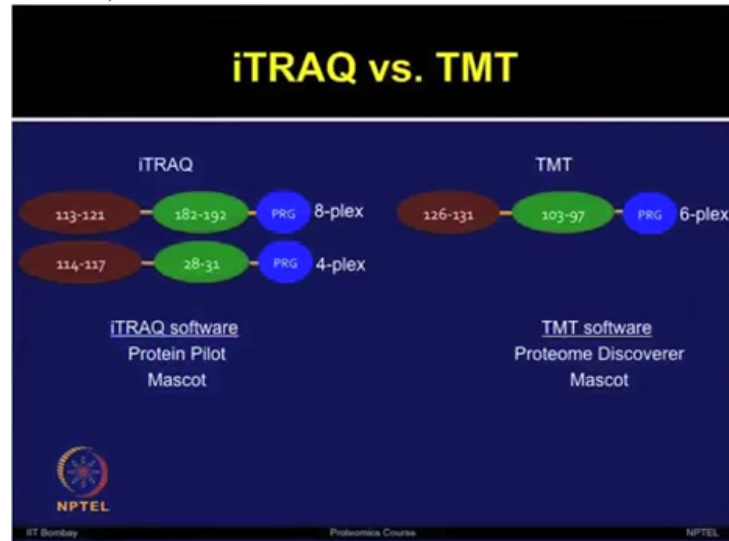 iTRAQ vs. TMT
iTRAQ
113-121 182-192 PRG 8-plex
114-117 28-31 PRG 4-plex
iTRAQ software
Protein Pilot
Mascot
TMT
126-131 103-97 PRG 6-plex
TMT software
Proteome Discoverer
Mascot
NPTEL
IIT Bombay
Proteomics Course
NPTEL